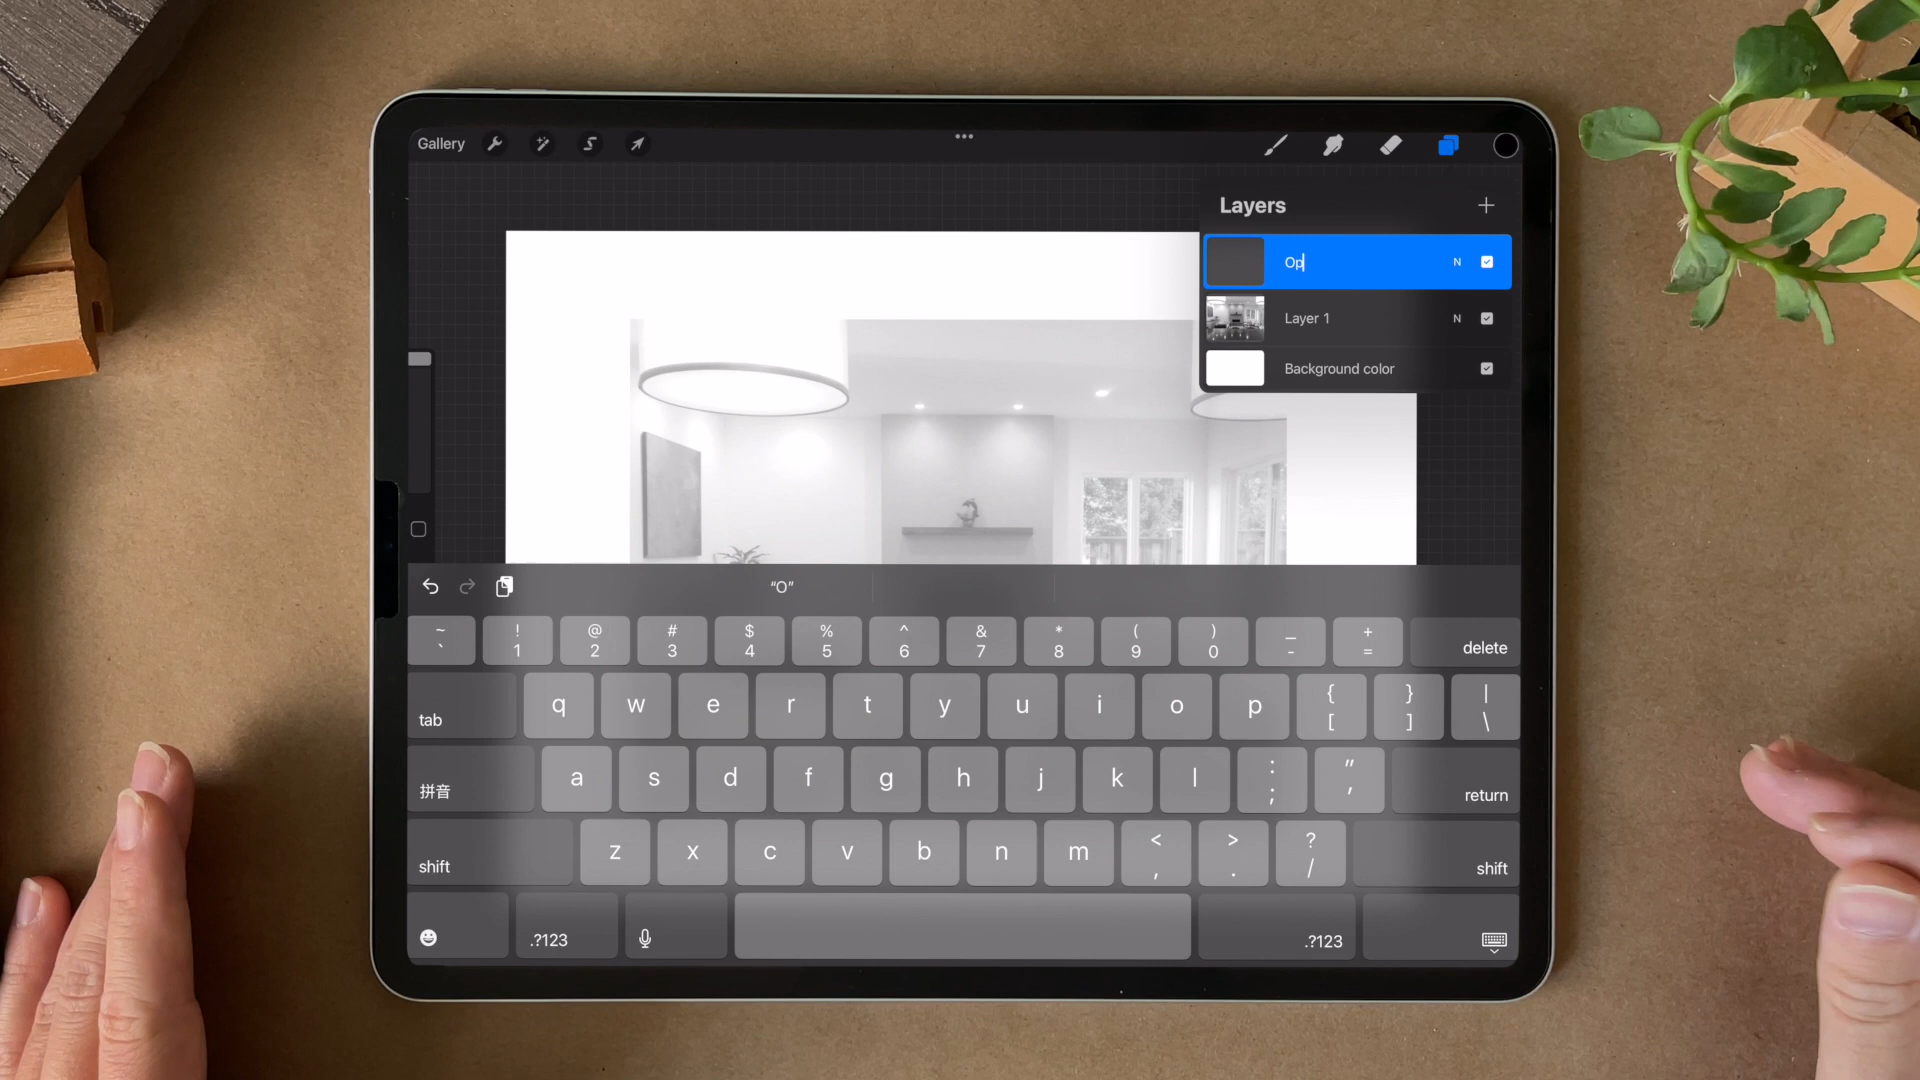 Gallery
Layers
Op N
Layer 1 N
Background color
“O”
~ ! @ # $ % ^ & * ( ) _ +
` 1 2 3 4 5 6 7 8 9 0 - = delete
tab q w e r t y u i o p { [ } ] | \
拼音 a s d f g h j k l : ; " ' return
shift z x c v b n m < , > . ? / shift
.?123 .?123